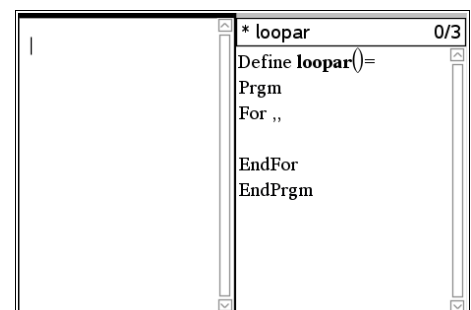 * loopar 0/3
Define loopar()=
Prgm
For ,,
EndFor
EndPrgm